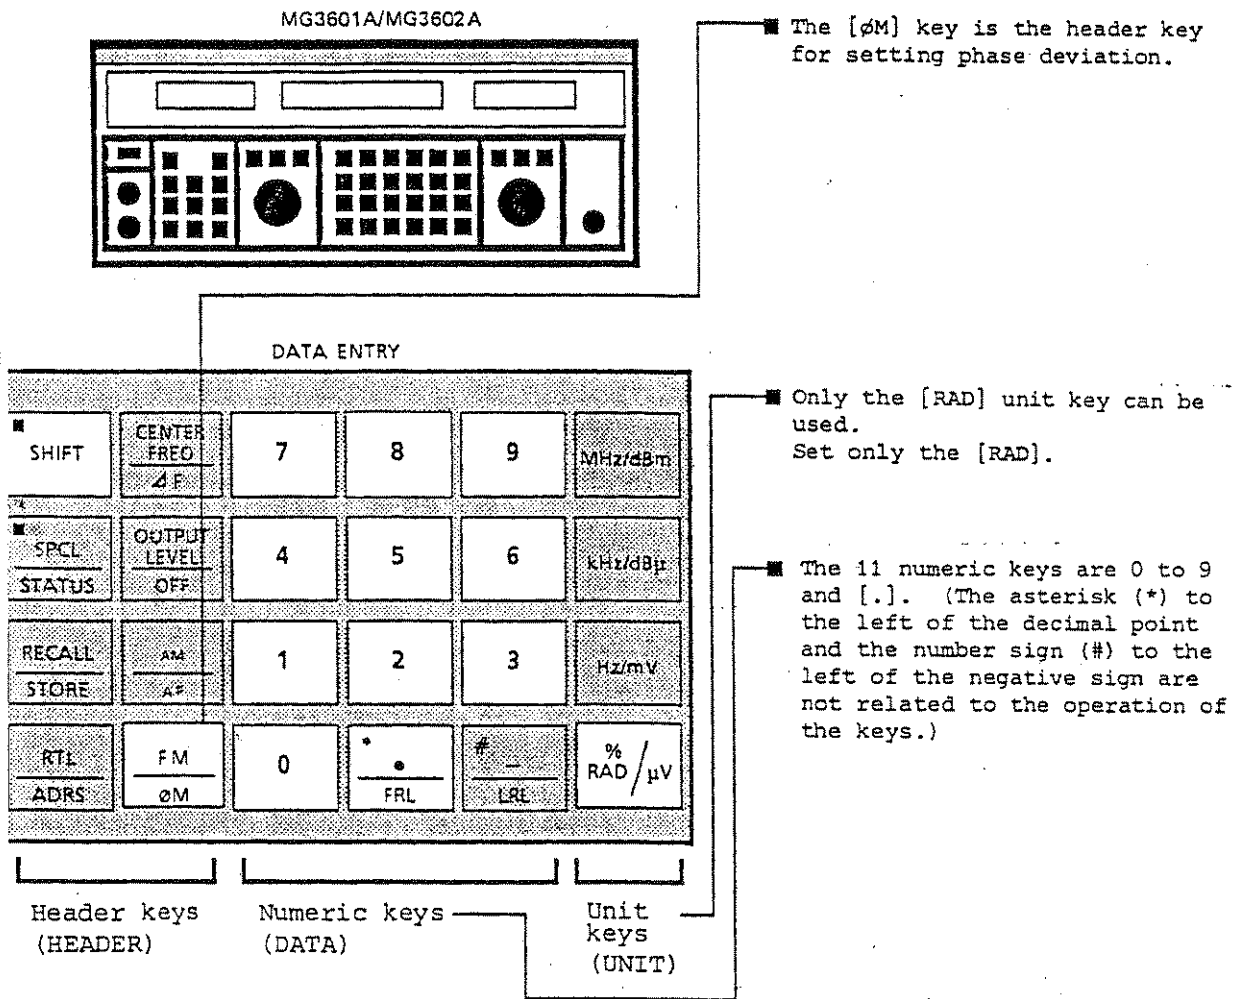 MG3601A/MG3602A
■ The [øM] key is the header key
for setting phase deviation.
DATA ENTRY
SHIFT
CENTER
FREQ
⊿F
7
8
9
MHz/dBm
SPCL
STATUS
OUTPUT
LEVEL
OFF
4
5
6
kHz/dBμ
RECALL
STORE
AM
AF
1
2
3
Hz/mV
RTL
ADRS
FM
øM
0
* •
FRL
# −
LRL
%
RAD/μV
■ Only the [RAD] unit key can be
used.
Set only the [RAD].
■ The 11 numeric keys are 0 to 9
and [.]. (The asterisk (*) to
the left of the decimal point
and the number sign (#) to the
left of the negative sign are
not related to the operation of
the keys.)
Header keys
(HEADER)
Numeric keys
(DATA)
Unit
keys
(UNIT)